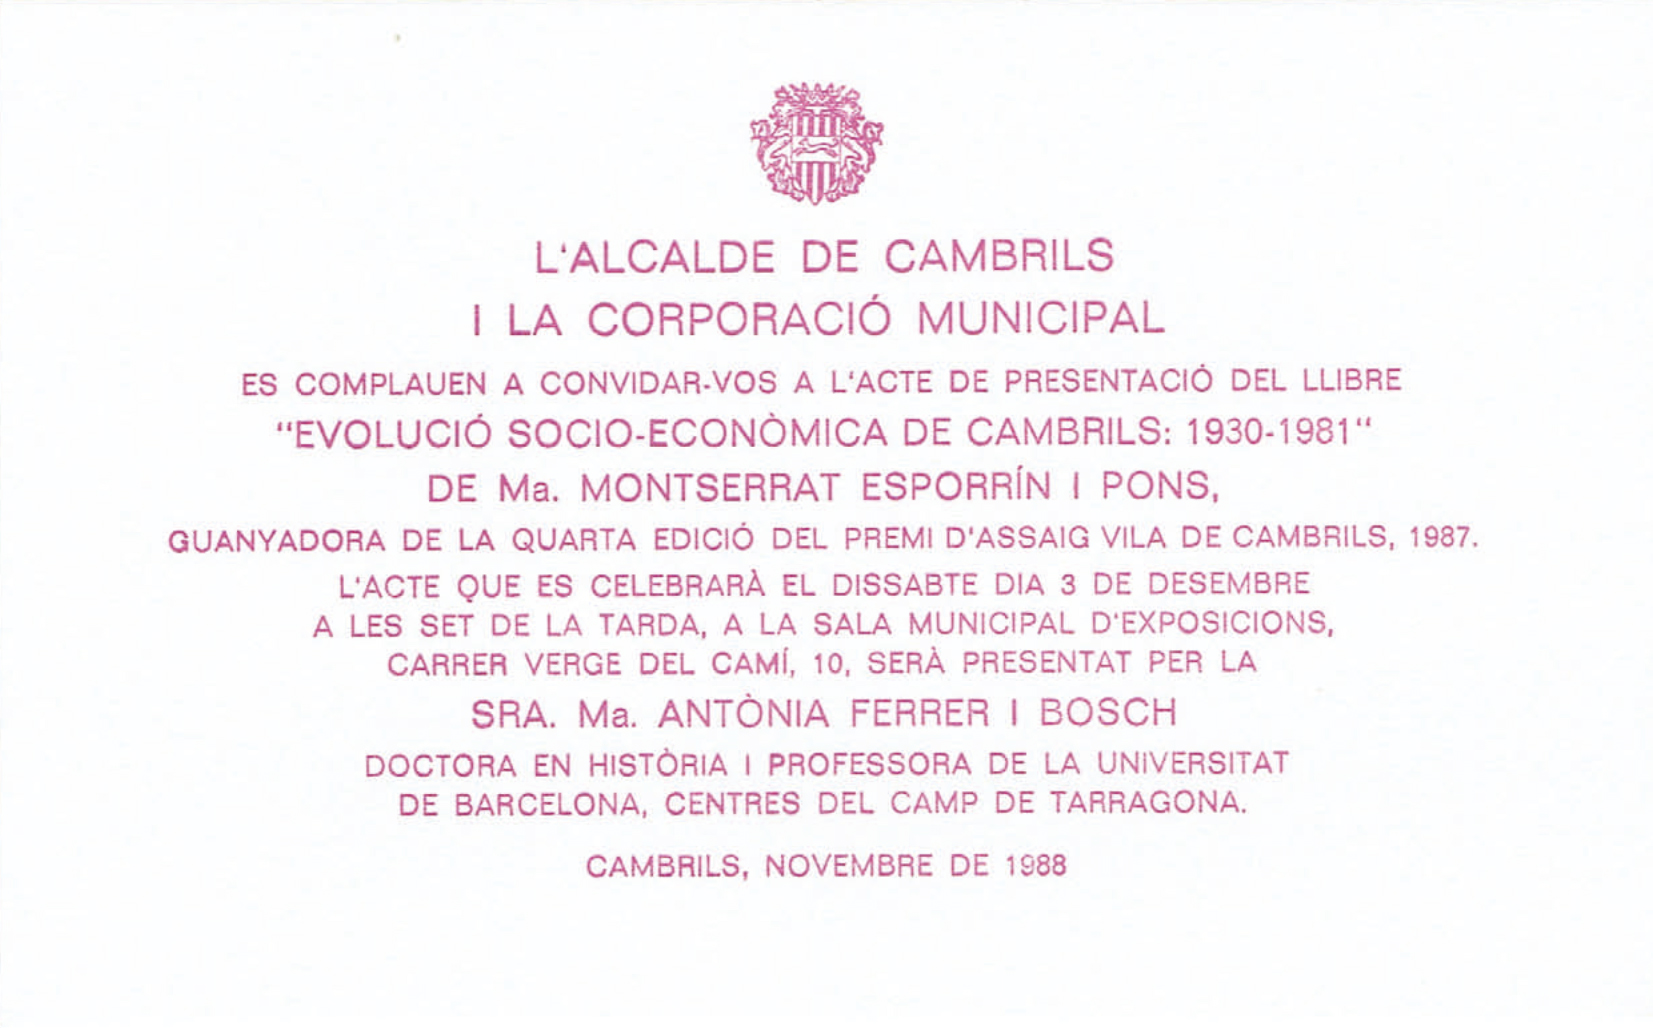 L'ALCALDE DE CAMBRILS
I LA CORPORACIÓ MUNICIPAL
ES COMPLAUEN A CONVIDAR-VOS A L'ACTE DE PRESENTACIÓ DEL LLIBRE
"EVOLUCIÓ SOCIO-ECONÒMICA DE CAMBRILS: 1930-1981"
DE Ma. MONTSERRAT ESPORRÍN I PONS,
GUANYADORA DE LA QUARTA EDICIÓ DEL PREMI D'ASSAIG VILA DE CAMBRILS, 1987.
L'ACTE QUE ES CELEBRARÀ EL DISSABTE DIA 3 DE DESEMBRE
A LES SET DE LA TARDA, A LA SALA MUNICIPAL D'EXPOSICIONS,
CARRER VERGE DEL CAMÍ, 10, SERÀ PRESENTAT PER LA
SRA. Ma. ANTÒNIA FERRER I BOSCH
DOCTORA EN HISTÒRIA I PROFESSORA DE LA UNIVERSITAT
DE BARCELONA, CENTRES DEL CAMP DE TARRAGONA.
CAMBRILS, NOVEMBRE DE 1988